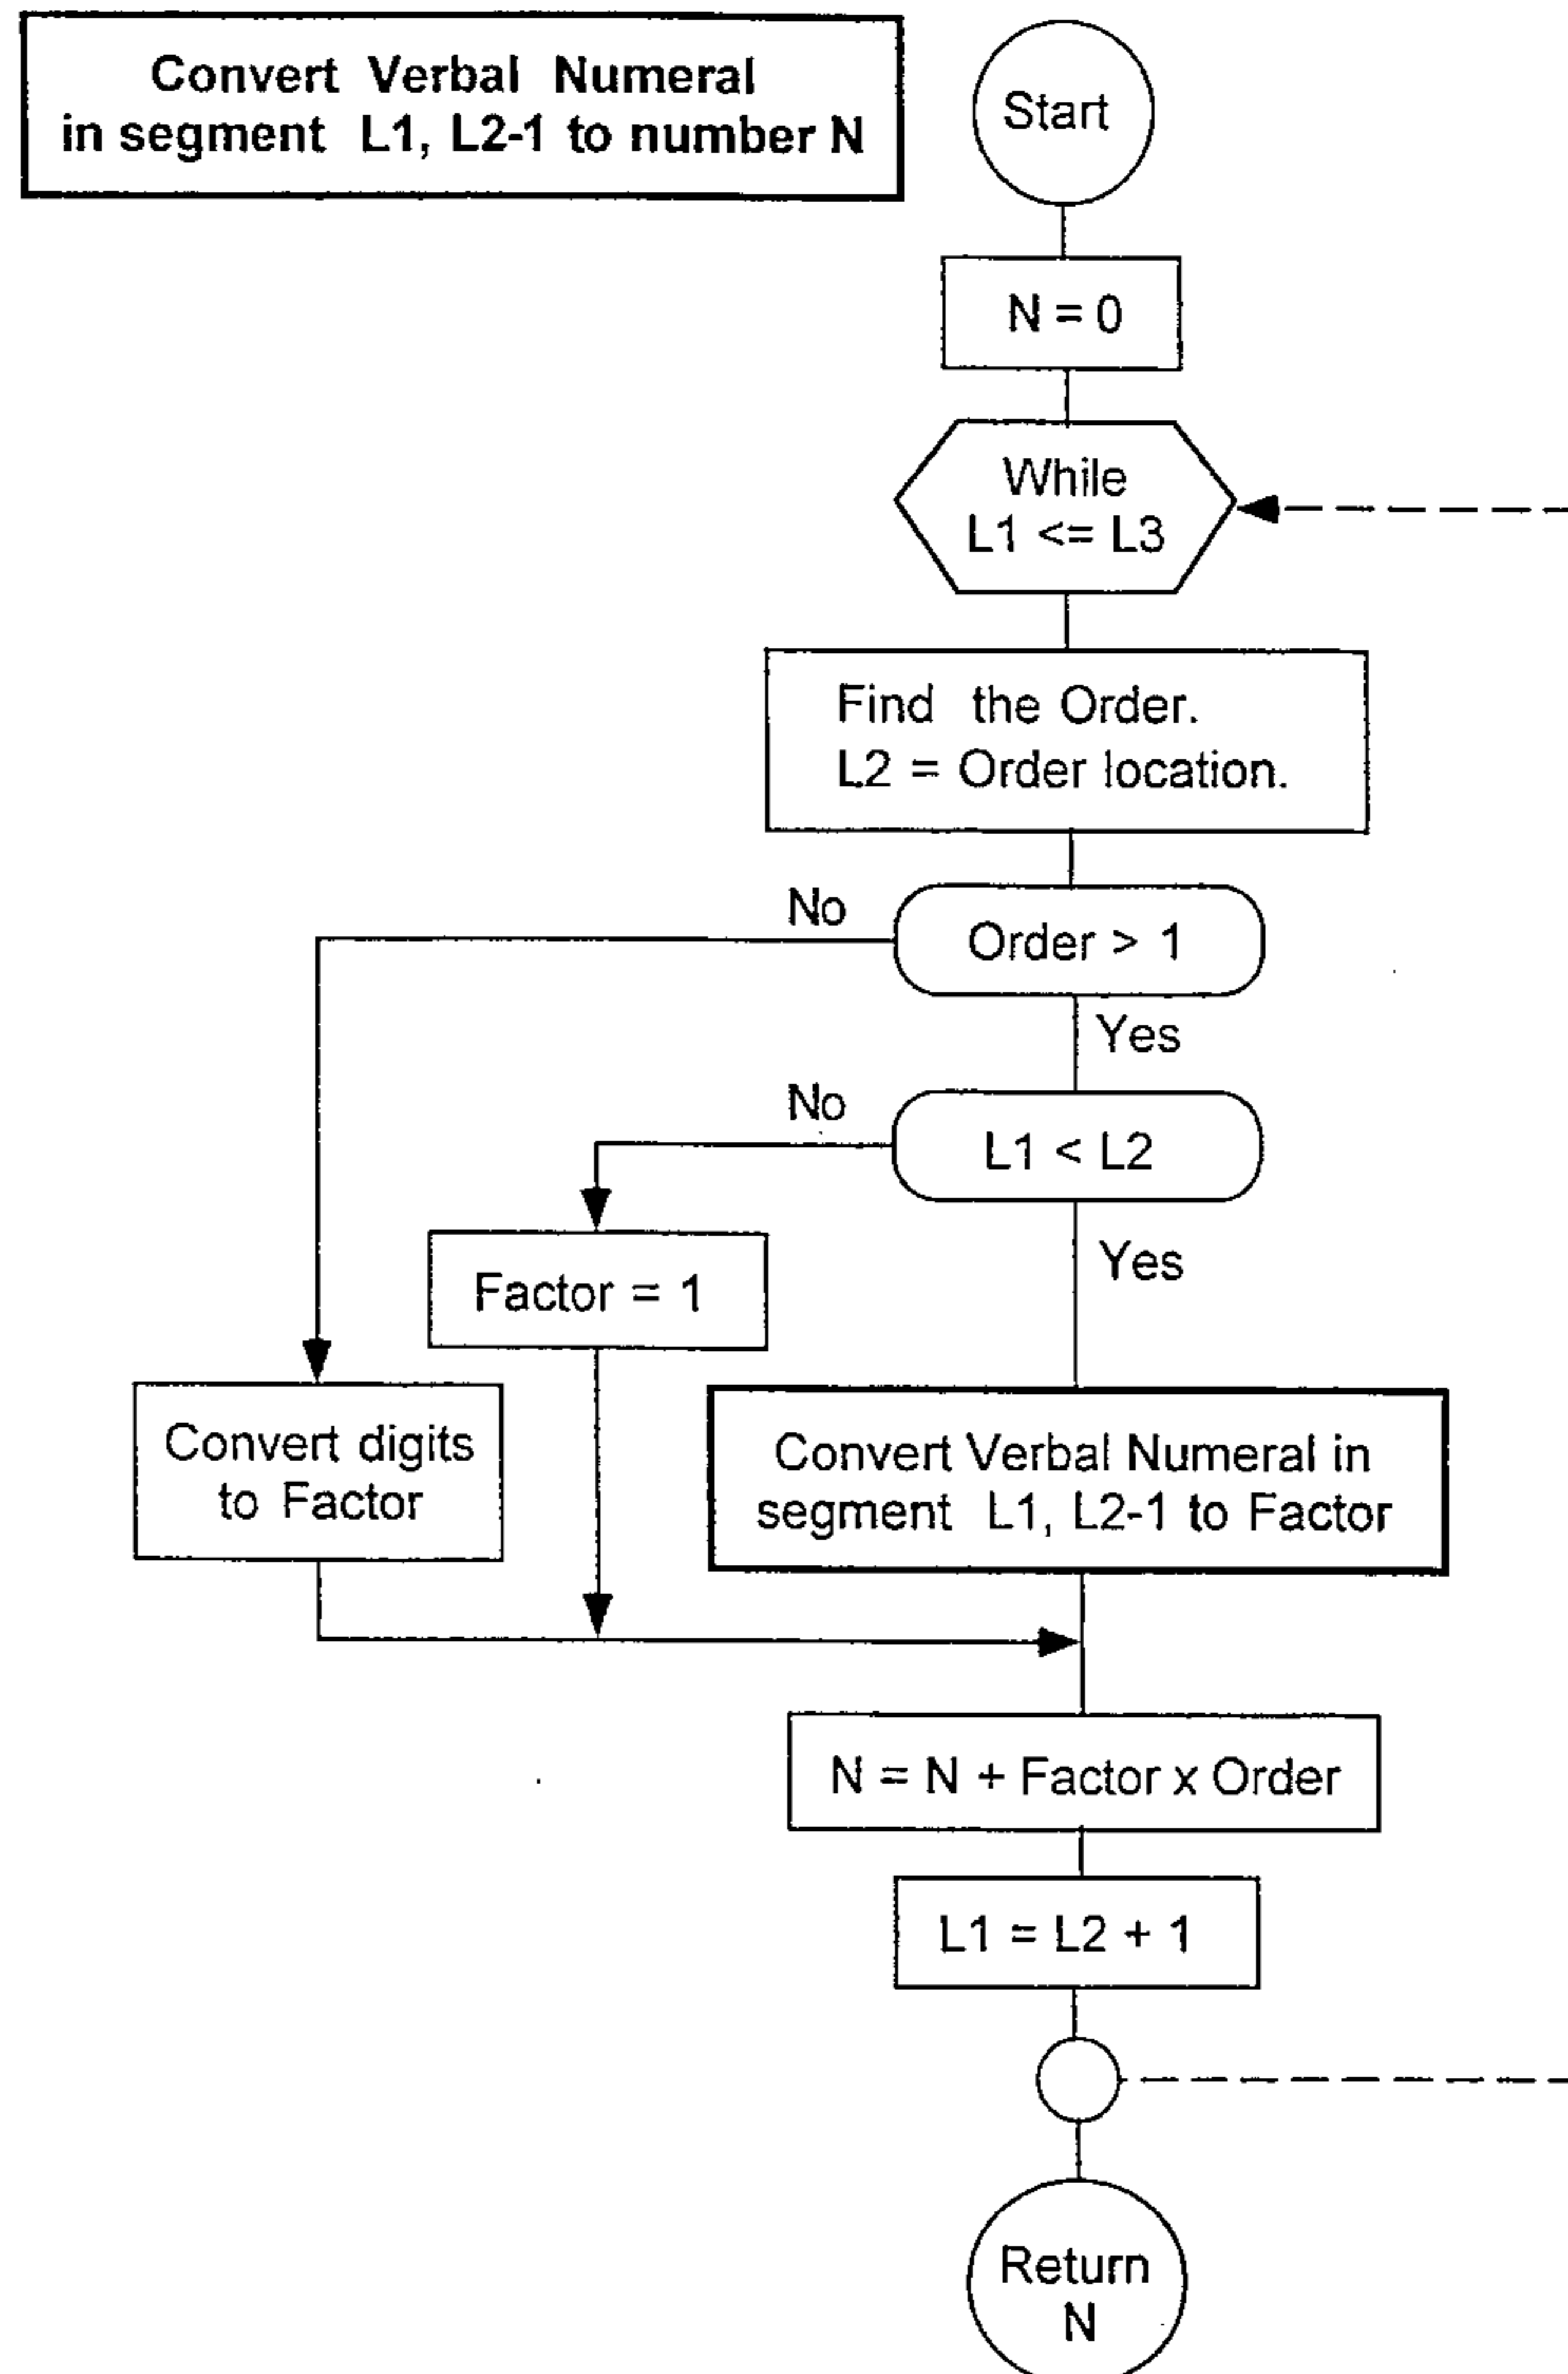 Convert Verbal Numeral
in segment L1, L2-1 to number N
Start
N = 0
While
L1 <= L3
Find the Order.
L2 = Order location.
No
Order > 1
Yes
No
L1 < L2
Yes
Factor = 1
Convert digits
to Factor
Convert Verbal Numeral in
segment L1, L2-1 to Factor
N = N + Factor x Order
L1 = L2 + 1
Return
N